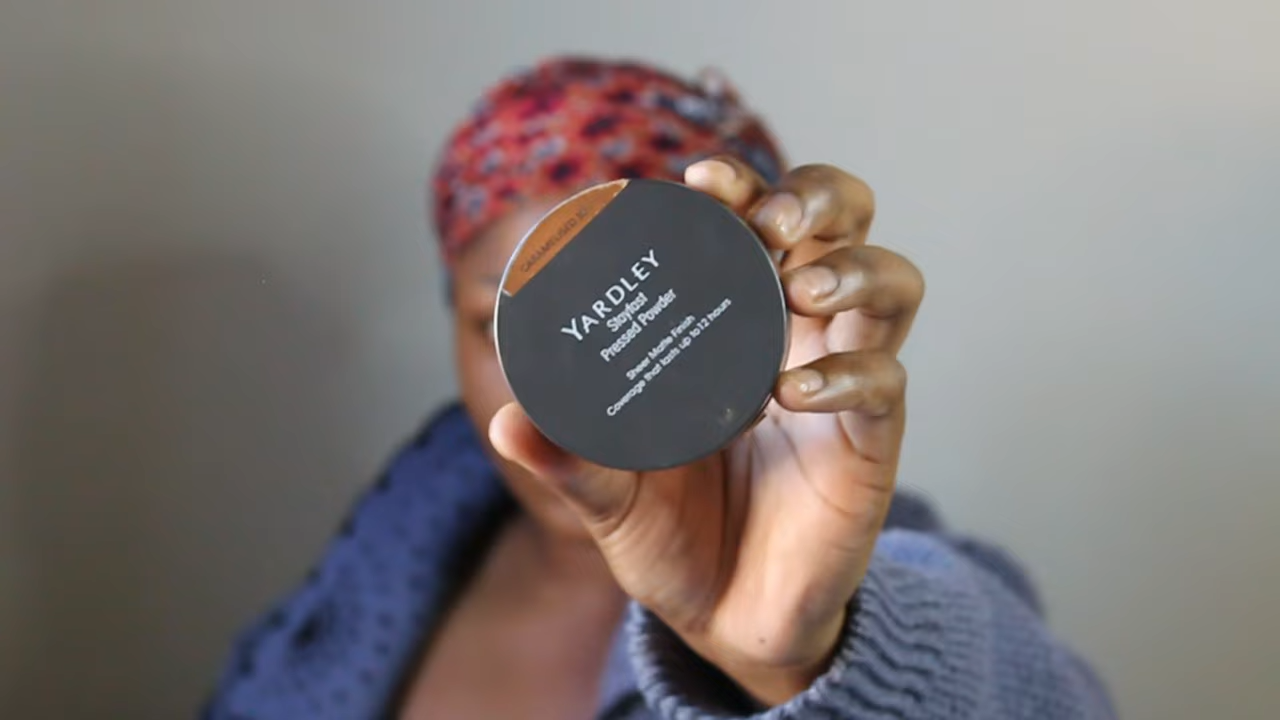 YARDLEY
Stayfast
Pressed Powder
Sheer Matte Finish
Coverage that lasts up to 12 hours